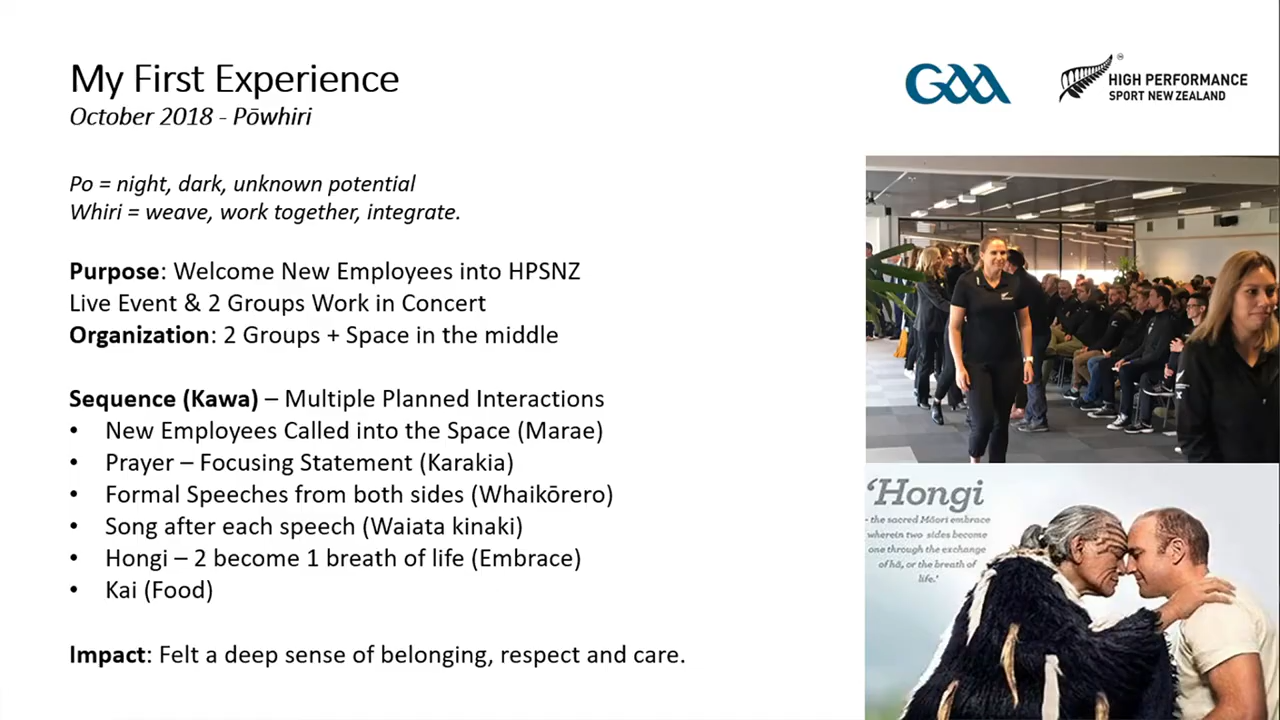 My First Experience
October 2018 - Pōwhiri
GAA
HIGH PERFORMANCE
SPORT NEW ZEALAND
Po = night, dark, unknown potential
Whiri = weave, work together, integrate.
Purpose: Welcome New Employees into HPSNZ
Live Event & 2 Groups Work in Concert
Organization: 2 Groups + Space in the middle
Sequence (Kawa) – Multiple Planned Interactions
• New Employees Called into the Space (Marae)
• Prayer – Focusing Statement (Karakia)
• Formal Speeches from both sides (Whaikōrero)
• Song after each speech (Waiata kinaki)
• Hongi – 2 become 1 breath of life (Embrace)
• Kai (Food)
Impact: Felt a deep sense of belonging, respect and care.
‘Hongi
- the sacred Māori embrace
wherein two sides become
one through the exchange
of hā, or the breath of
life.’